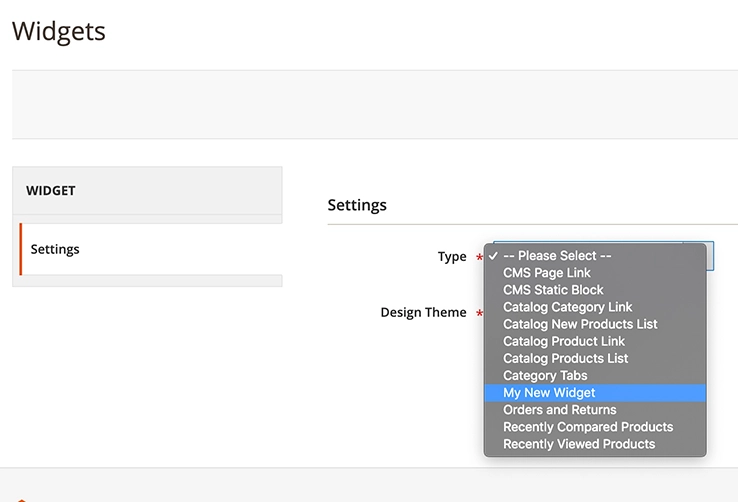 Widgets
WIDGET
Settings
Settings
Type *
✓ -- Please Select --
CMS Page Link
CMS Static Block
Catalog Category Link
Catalog New Products List
Catalog Product Link
Catalog Products List
Category Tabs
My New Widget
Orders and Returns
Recently Compared Products
Recently Viewed Products
Design Theme *